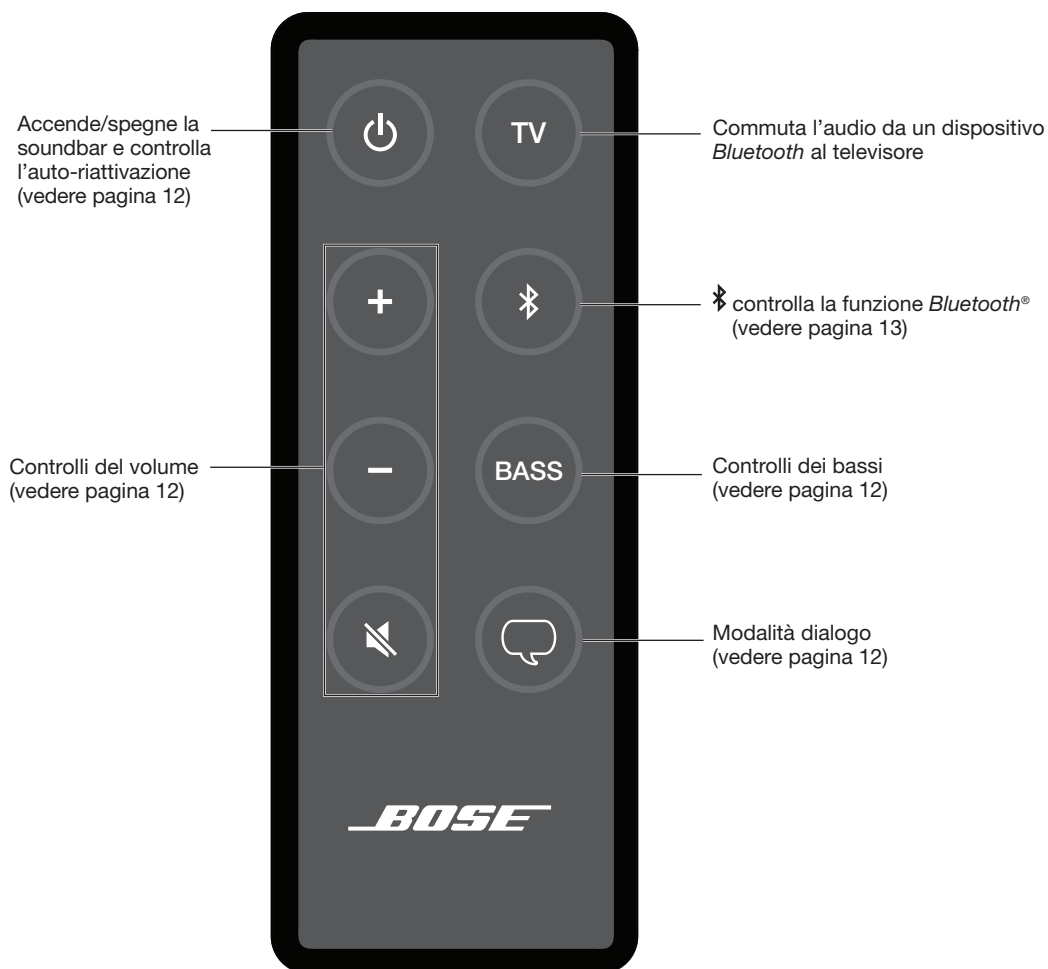 Accende/spegne la
soundbar e controlla
l’auto-riattivazione
(vedere pagina 12)
TV
Commuta l’audio da un dispositivo
Bluetooth al televisore
controlla la funzione Bluetooth®
(vedere pagina 13)
Controlli del volume
(vedere pagina 12)
BASS
Controlli dei bassi
(vedere pagina 12)
Modalità dialogo
(vedere pagina 12)
BOSE